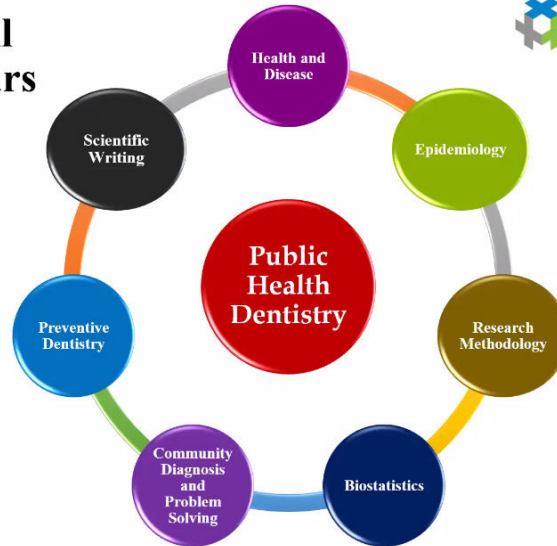 Health and
Disease
Scientific
Writing
Epidemiology
Public
Health
Dentistry
Preventive
Dentistry
Research
Methodology
Community
Diagnosis
and
Problem
Solving
Biostatistics